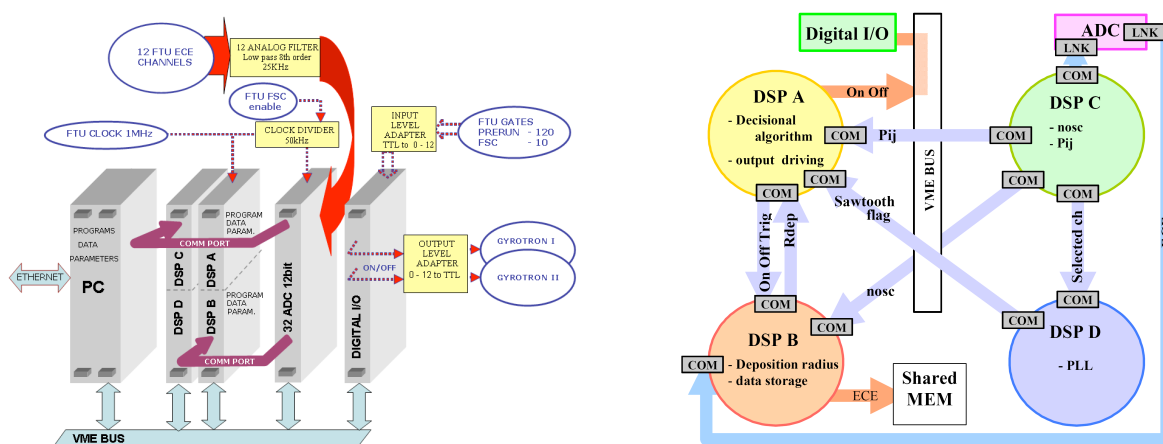 12 FTU ECE
CHANNELS
12 ANALOG FILTER
Low pass 8th order
25KHz
FTU FSC
enable
FTU CLOCK 1MHz
CLOCK DIVIDER
50kHz
INPUT
LEVEL
ADAPTER
TTL to 0 - 12
FTU GATES
PRERUN - 120
FSC - 10
PROGRAMS
DATA
PARAMETERS
PC
ETHERNET
DSP C
DSP D
DSP A
DSP B
PROGRAM
DATA
PARAM.
COMM PORT
PROGRAM
DATA
PARAM.
COMM PORT
32 ADC 12bit
DIGITAL I/O
ON/OFF
OUTPUT
LEVEL
ADAPTER
0 - 12 to TTL
GYROTRON I
GYROTRON II
VME BUS
Digital I/O
VME BUS
ADC
LNK
LNK
COM
DSP A
- Decisional
algorithm
- output driving
On Off
COM
Pij
COM
DSP C
- nosc
- Pij
COM
COM
COM
COM
Sawtooth
flag
On Off Trig
Rdep
nosc
Selected ch
COM
COM
COM
COM
COM
DSP B
- Deposition radius
- data storage
ECE
Shared
MEM
DSP D
- PLL